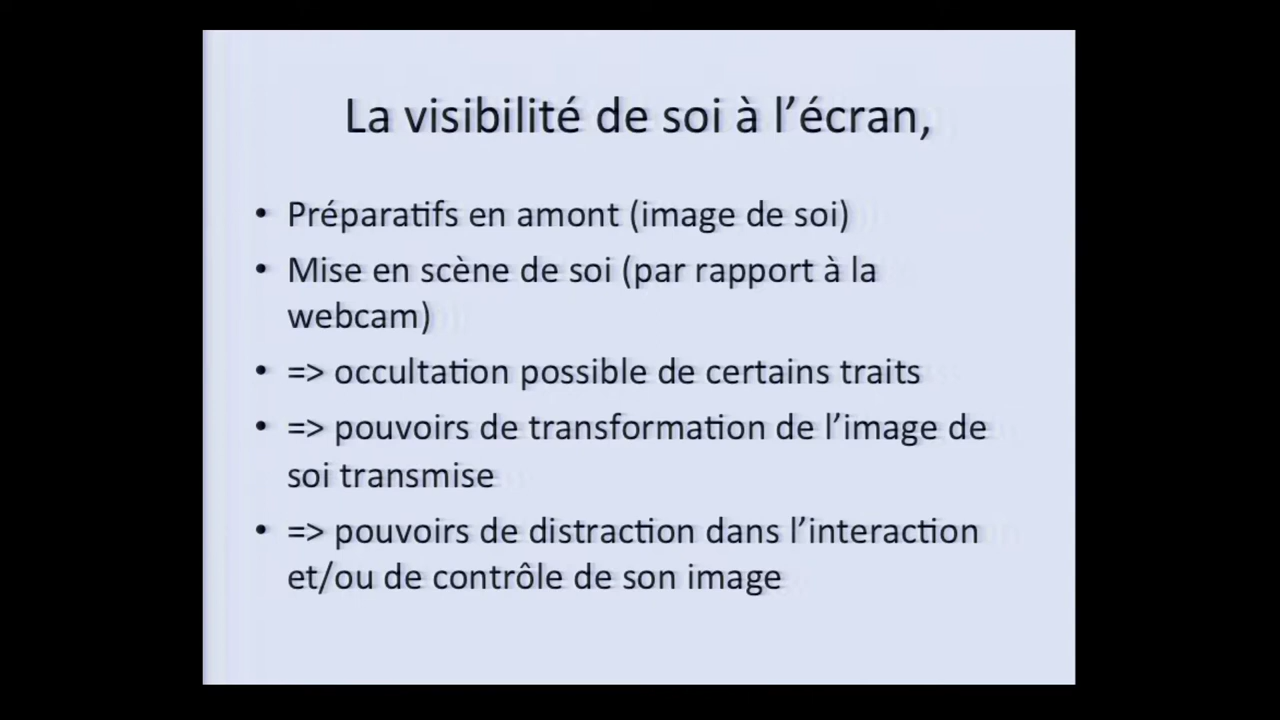 La visibilité de soi à l’écran,
• Préparatifs en amont (image de soi)
• Mise en scène de soi (par rapport à la
webcam)
• => occultation possible de certains traits
• => pouvoirs de transformation de l’image de
soi transmise
• => pouvoirs de distraction dans l’interaction
et/ou de contrôle de son image